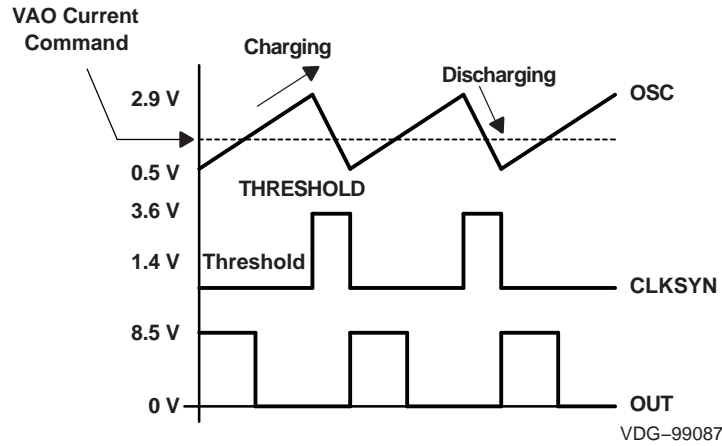 VAO Current
Command
Charging
Discharging
2.9 V
OSC
0.5 V
THRESHOLD
3.6 V
1.4 V
Threshold
CLKSYN
8.5 V
0 V
OUT
VDG–99087